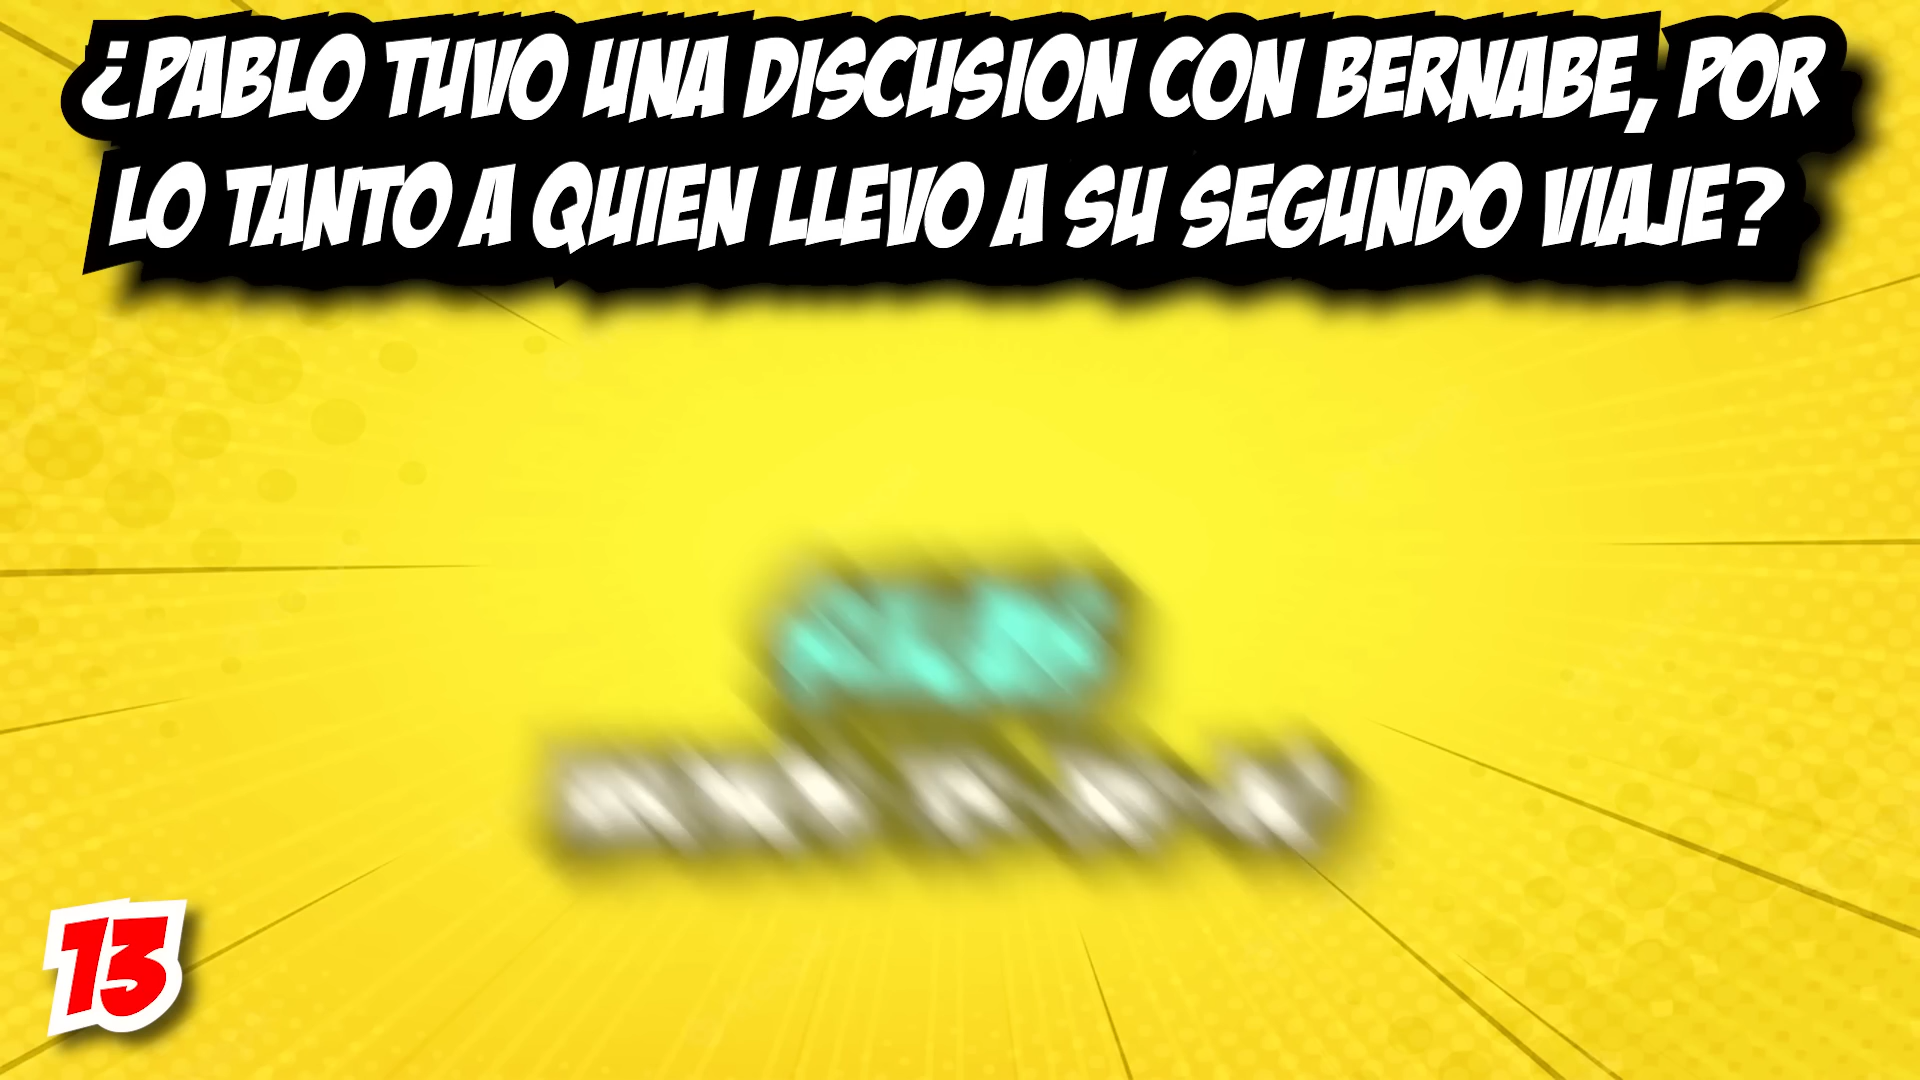 ¿PABLO TUVO UNA DISCUSION CON BERNABE, POR
LO TANTO A QUIEN LLEVO A SU SEGUNDO VIAJE?
13